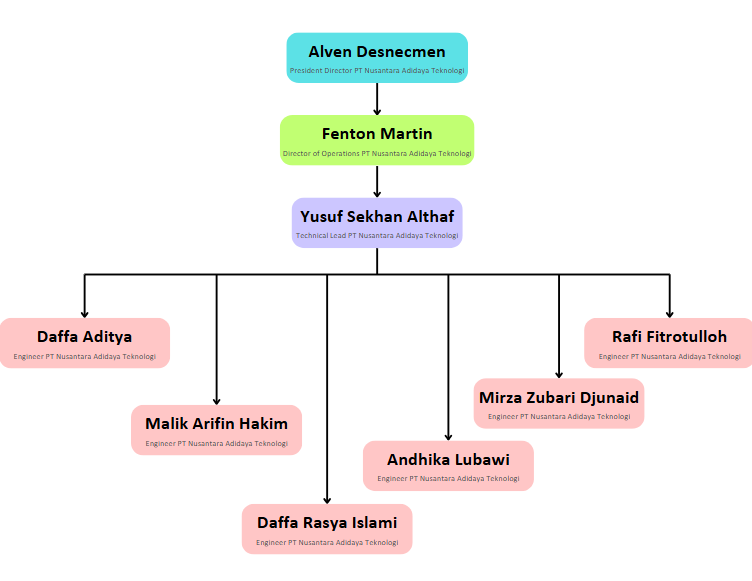 Alven Desnecmen
President Director PT Nusantara Adidaya Teknologi
Fenton Martin
Director of Operations PT Nusantara Adidaya Teknologi
Yusuf Sekhan Althaf
Technical Lead PT Nusantara Adidaya Teknologi
Daffa Aditya
Engineer PT Nusantara Adidaya Teknologi
Rafi Fitrotulloh
Engineer PT Nusantara Adidaya Teknologi
Mirza Zubari Djunaid
Engineer PT Nusantara Adidaya Teknologi
Malik Arifin Hakim
Engineer PT Nusantara Adidaya Teknologi
Andhika Lubawi
Engineer PT Nusantara Adidaya Teknologi
Daffa Rasya Islami
Engineer PT Nusantara Adidaya Teknologi